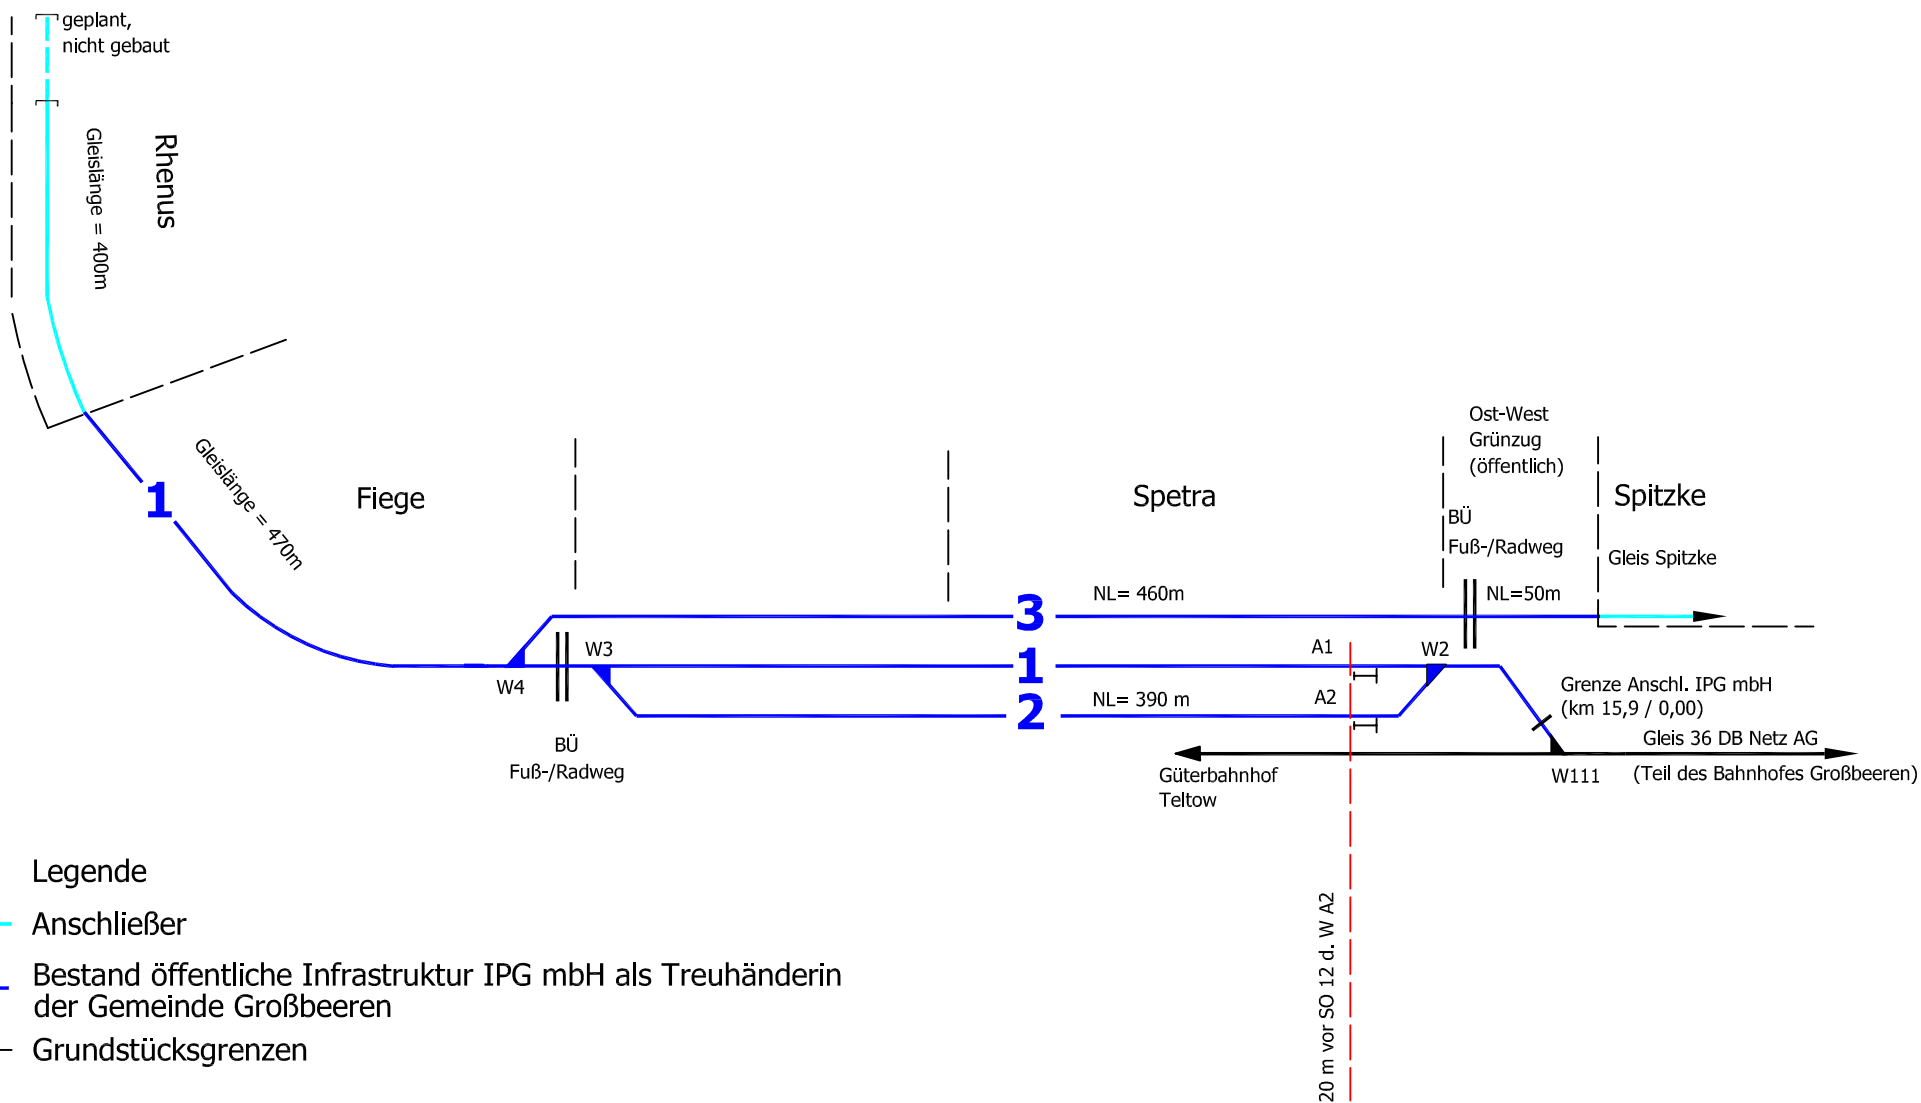 geplant,
nicht gebaut
Rhenus
Gleislänge = 400m
1
Gleislänge = 470m
Fiege
Spetra
Ost-West
Grünzug
(öffentlich)
Spitzke
BÜ
Fuß-/Radweg
Gleis Spitzke
NL= 460m
NL=50m
3
W3
A1
W2
1
W4
Grenze Anschl. IPG mbH
(km 15,9 / 0,00)
NL= 390 m
A2
2
Gleis 36 DB Netz AG
BÜ
Fuß-/Radweg
Güterbahnhof
Teltow
W111
(Teil des Bahnhofes Großbeeren)
20 m vor SO 12 d. W A2
Legende
Anschließer
Bestand öffentliche Infrastruktur IPG mbH als Treuhänderin
der Gemeinde Großbeeren
Grundstücksgrenzen